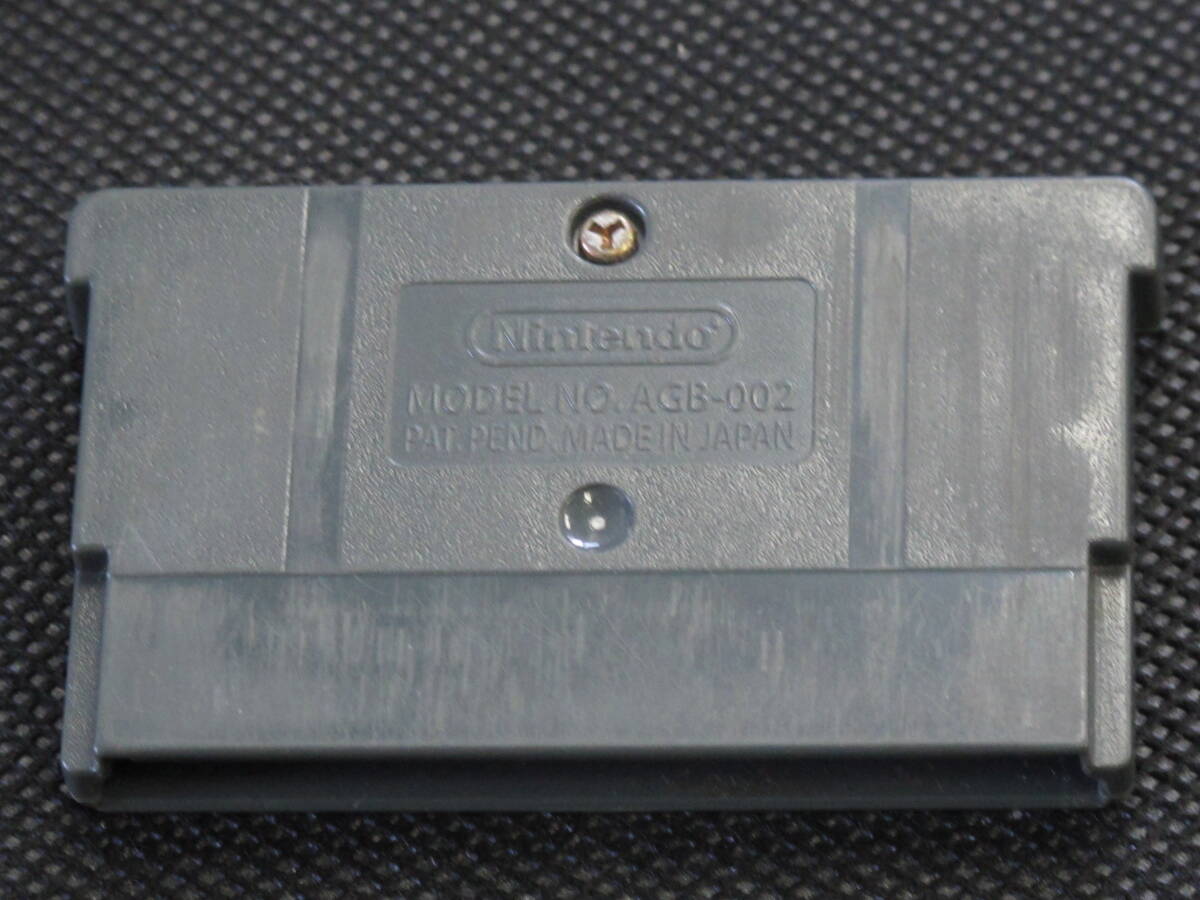 Nintendo
MODEL NO. AGB-002
PAT. PEND. MADE IN JAPAN